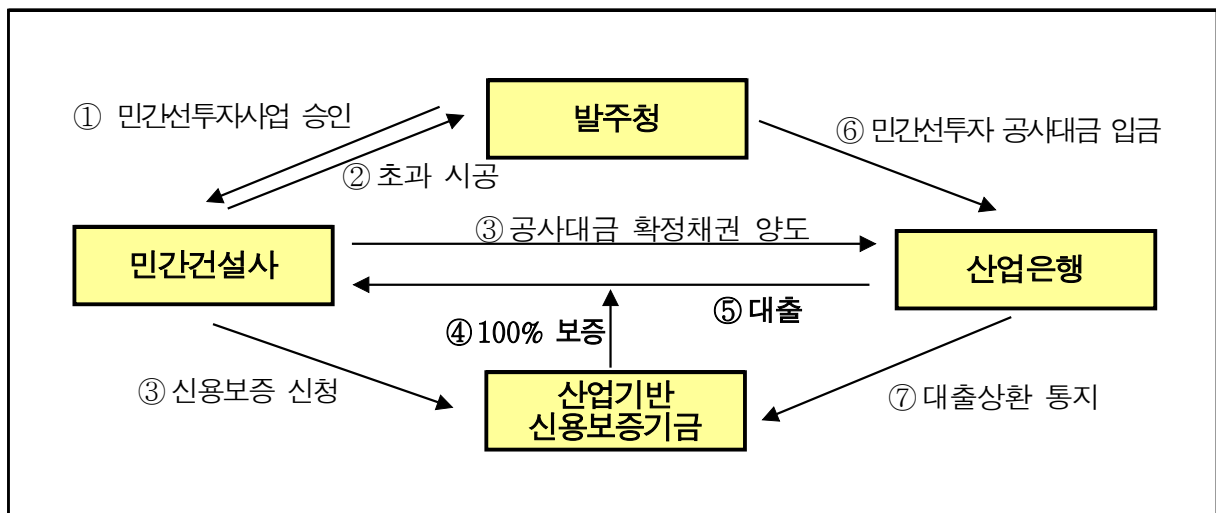 발주청
① 민간선투자사업 승인
⑥ 민간선투자 공사대금 입금
② 초과 시공
③ 공사대금 확정채권 양도
민간건설사
산업은행
⑤ 대출
④ 100% 보증
③ 신용보증 신청
산업기반
신용보증기금
⑦ 대출상환 통지